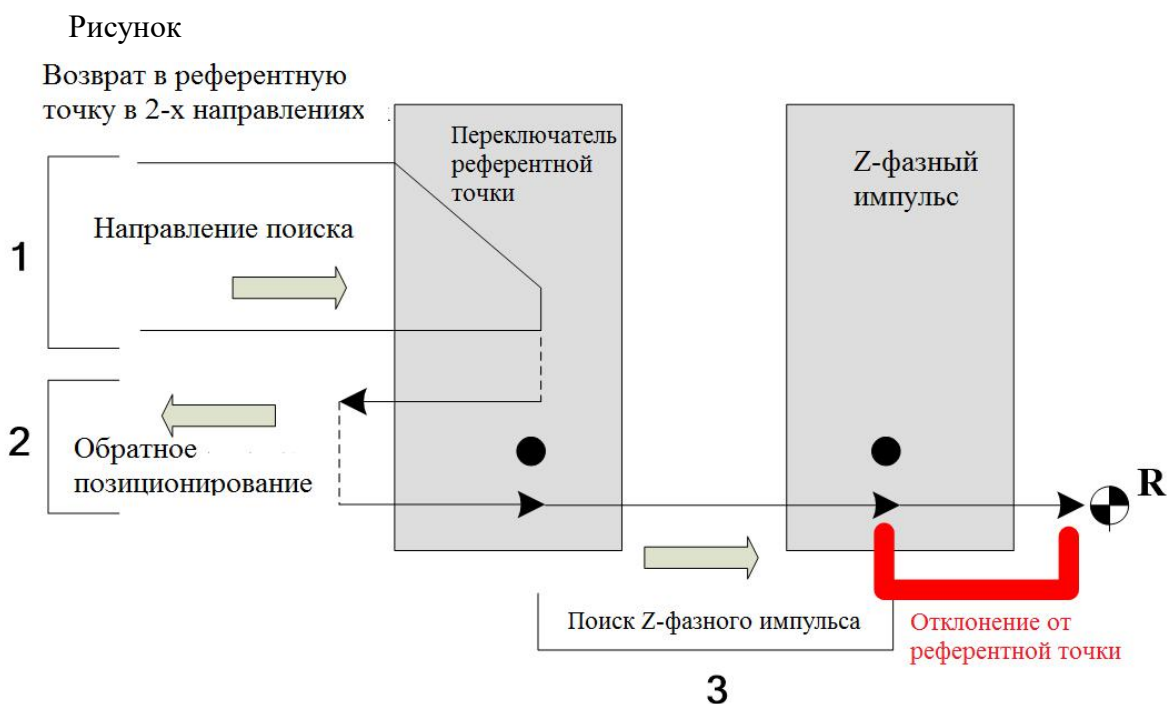 Рисунок
Возврат в референтную
точку в 2-х направлениях
Переключатель
референтной
точки
Z-фазный
импульс
1
Направление поиска
2
Обратное
позиционирование
R
Поиск Z-фазного импульса
Отклонение от
референтной точки
3